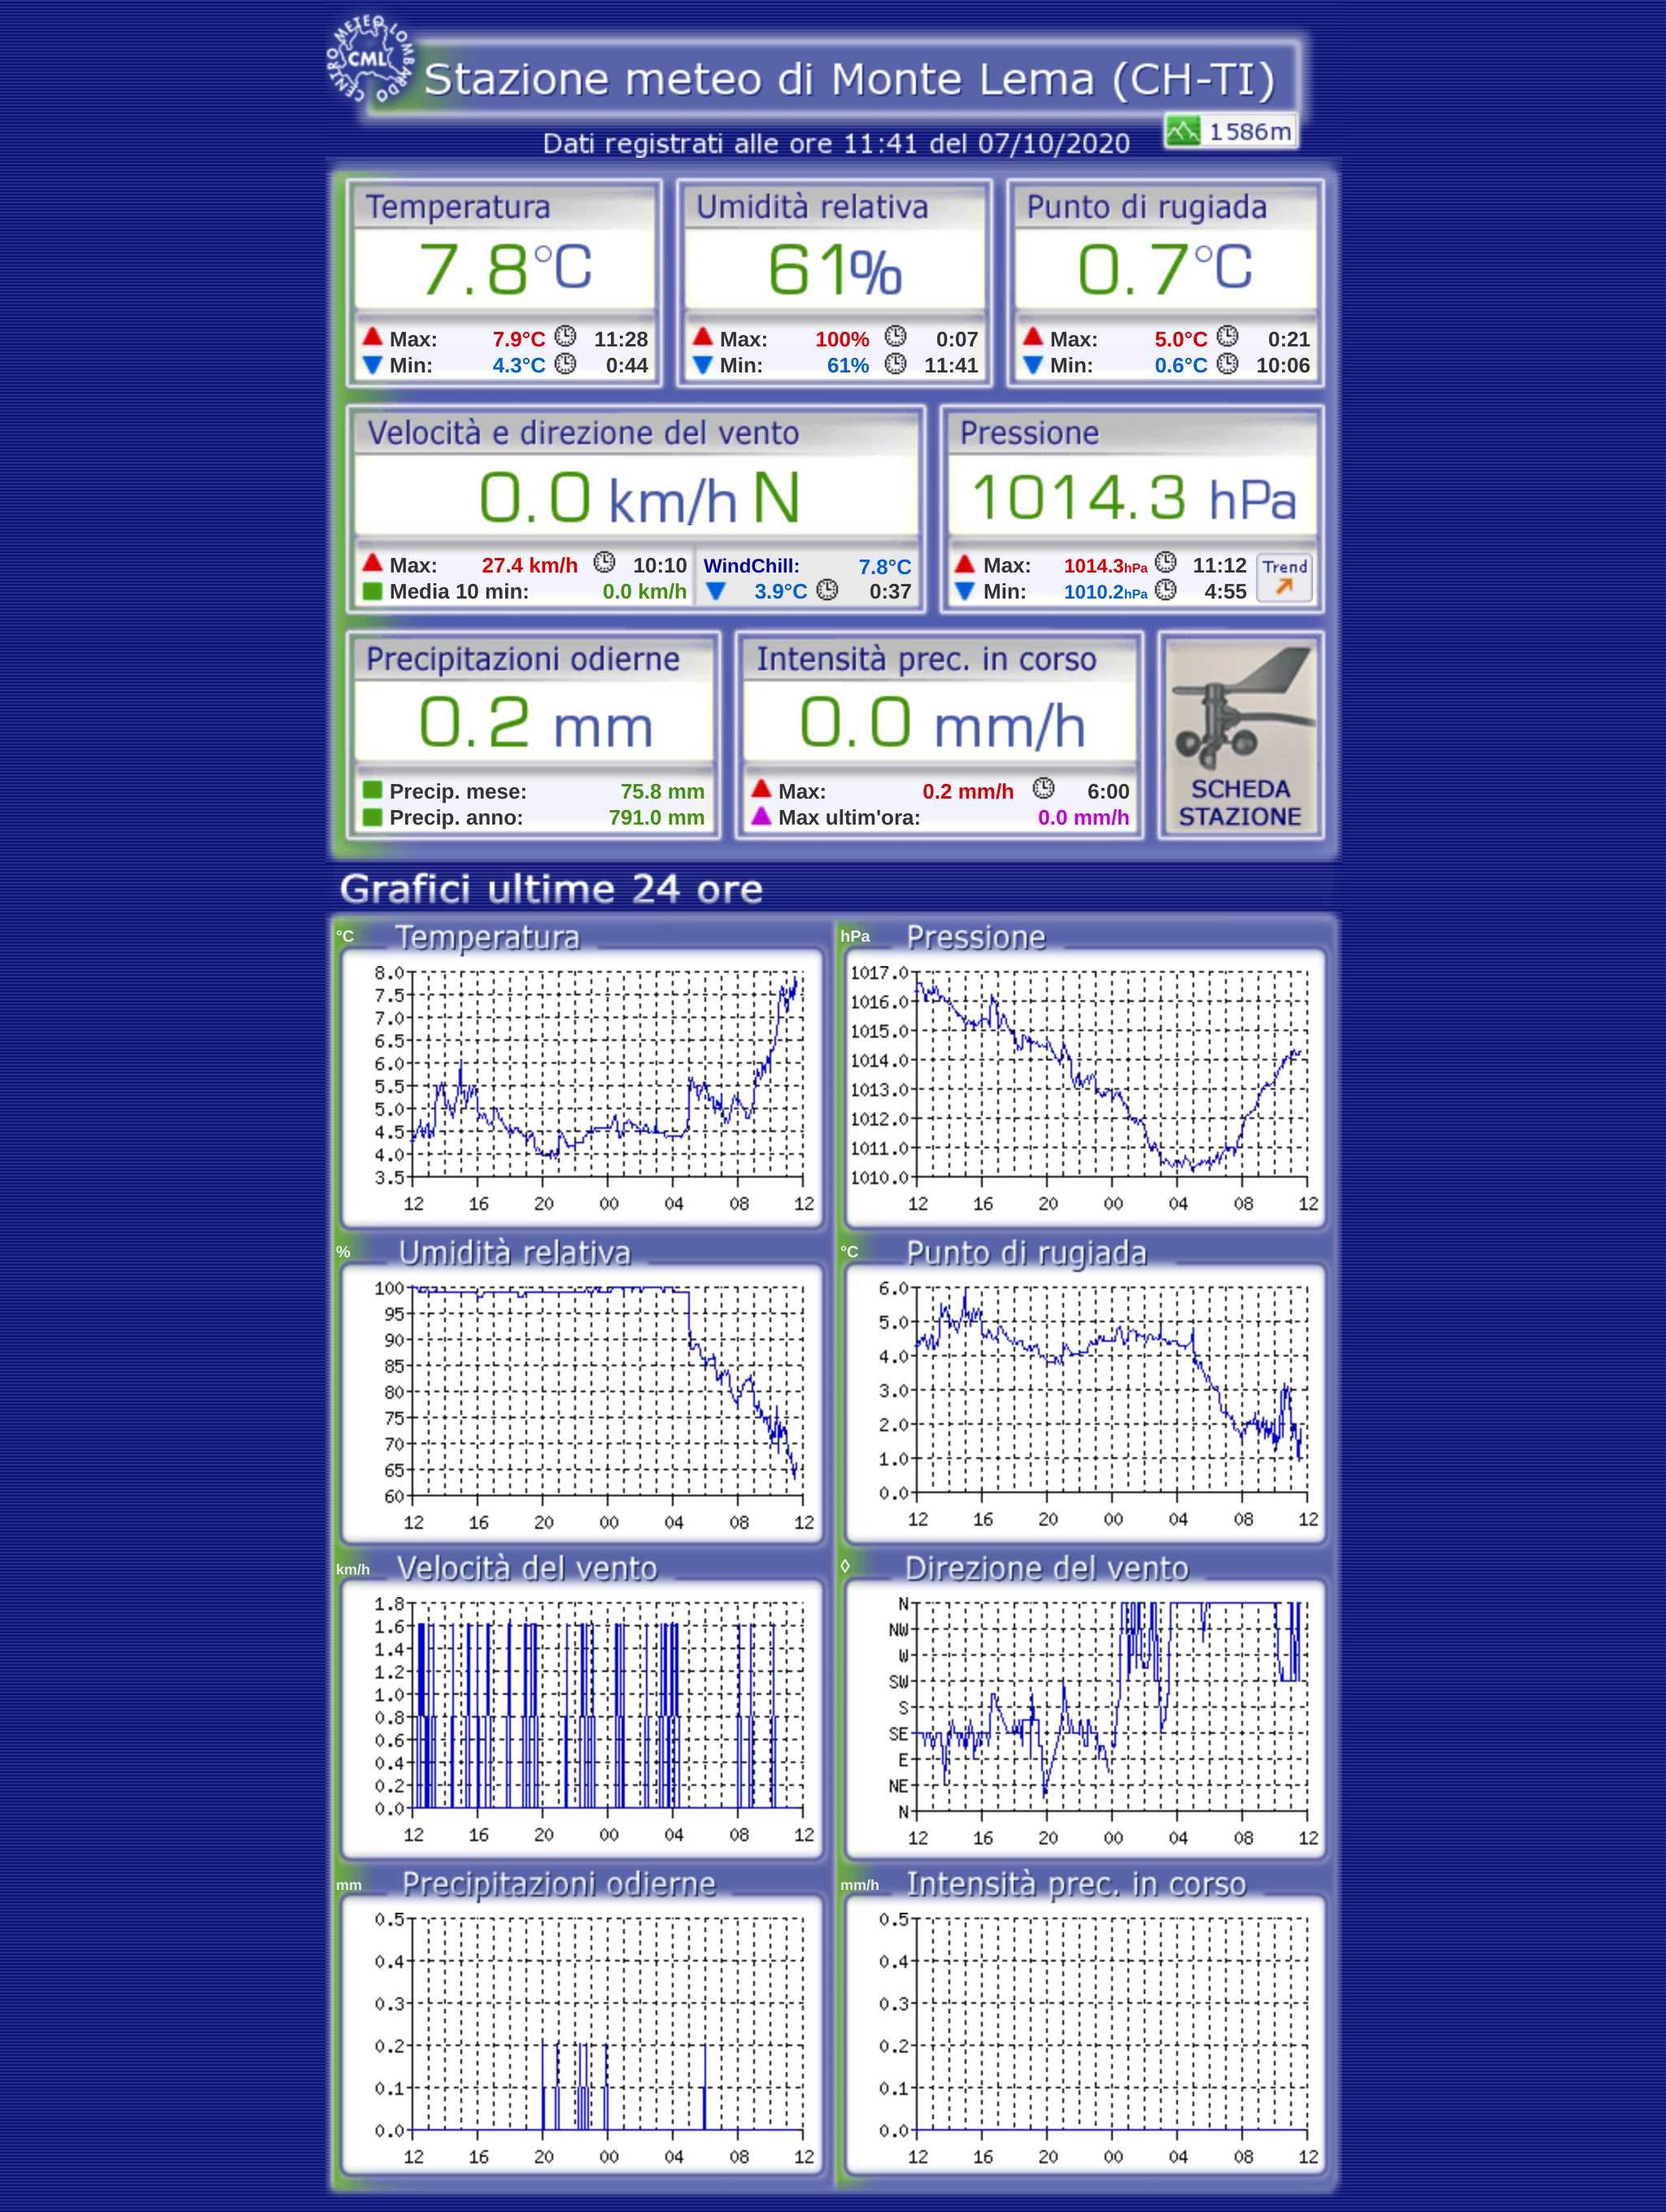 CENTRO METEO LOMBARDO
CML
Stazione meteo di Monte Lema (CH-TI)
1586m
Dati registrati alle ore 11:41 del 07/10/2020
Temperatura Umidità relativa Punto di rugiada
7.8°C 61% 0.7°C
Max: 7.9°C 11:28 Max: 100% 0:07 Max: 5.0°C 0:21
Min: 4.3°C 0:44 Min: 61% 11:41 Min: 0.6°C 10:06
Velocità e direzione del vento Pressione
0.0 km/h N 1014.3 hPa
Max: 27.4 km/h 10:10 WindChill: 7.8°C Max: 1014.3hPa 11:12 Trend
Media 10 min: 0.0 km/h 3.9°C 0:37 Min: 1010.2hPa 4:55
Precipitazioni odierne Intensità prec. in corso
0.2 mm 0.0 mm/h
Precip. mese: 75.8 mm Max: 0.2 mm/h 6:00 SCHEDA
Precip. anno: 791.0 mm Max ultim'ora: 0.0 mm/h STAZIONE
Grafici ultime 24 ore
°C Temperatura
8.0
7.5
7.0
6.5
6.0
5.5
5.0
4.5
4.0
3.5
12 16 20 00 04 08 12
hPa Pressione
1017.0
1016.0
1015.0
1014.0
1013.0
1012.0
1011.0
1010.0
12 16 20 00 04 08 12
% Umidità relativa
100
95
90
85
80
75
70
65
60
12 16 20 00 04 08 12
°C Punto di rugiada
6.0
5.0
4.0
3.0
2.0
1.0
0.0
12 16 20 00 04 08 12
km/h Velocità del vento
1.8
1.6
1.4
1.2
1.0
0.8
0.6
0.4
0.2
0.0
12 16 20 00 04 08 12
◊ Direzione del vento
N
NW
W
SW
S
SE
E
NE
N
12 16 20 00 04 08 12
mm Precipitazioni odierne
0.5
0.4
0.3
0.2
0.1
0.0
12 16 20 00 04 08 12
mm/h Intensità prec. in corso
0.5
0.4
0.3
0.2
0.1
0.0
12 16 20 00 04 08 12